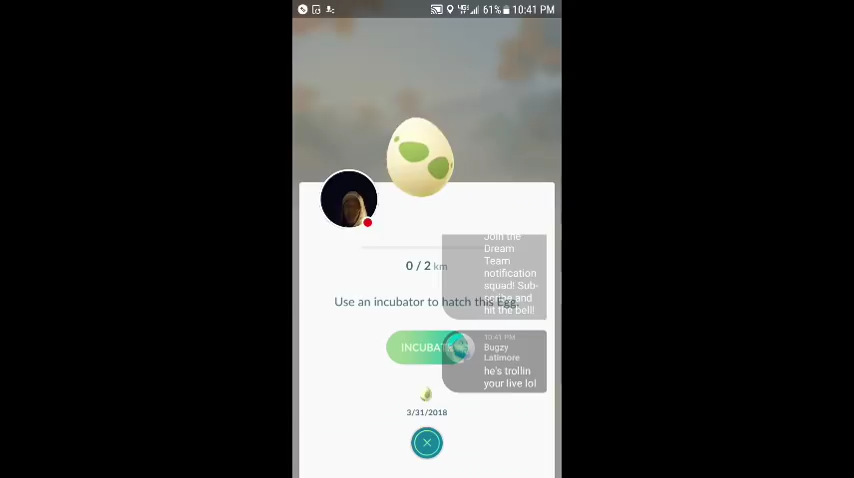 61% 10:41 PM
0 / 2 km
Join the
Dream
Team
notification
squad! Sub-
scribe and
hit the bell!
Use an incubator to hatch this Egg.
INCUBATE
10:41 PM
Bugzy
Latimore
he's trollin
your live lol
3/31/2018